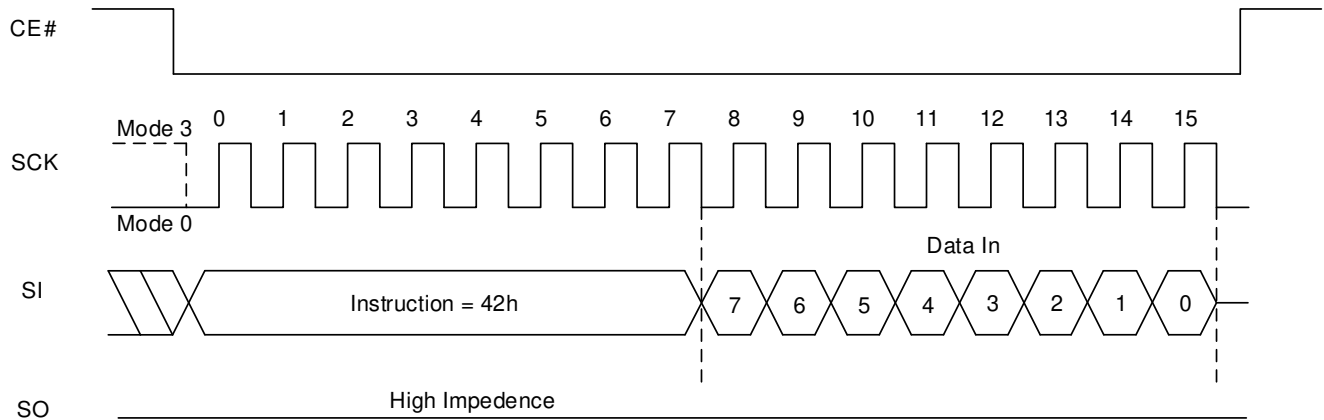 CE#
Mode 3 0 1 2 3 4 5 6 7 8 9 10 11 12 13 14 15
SCK
Mode 0
Data In
SI Instruction = 42h 7 6 5 4 3 2 1 0
SO High Impedence